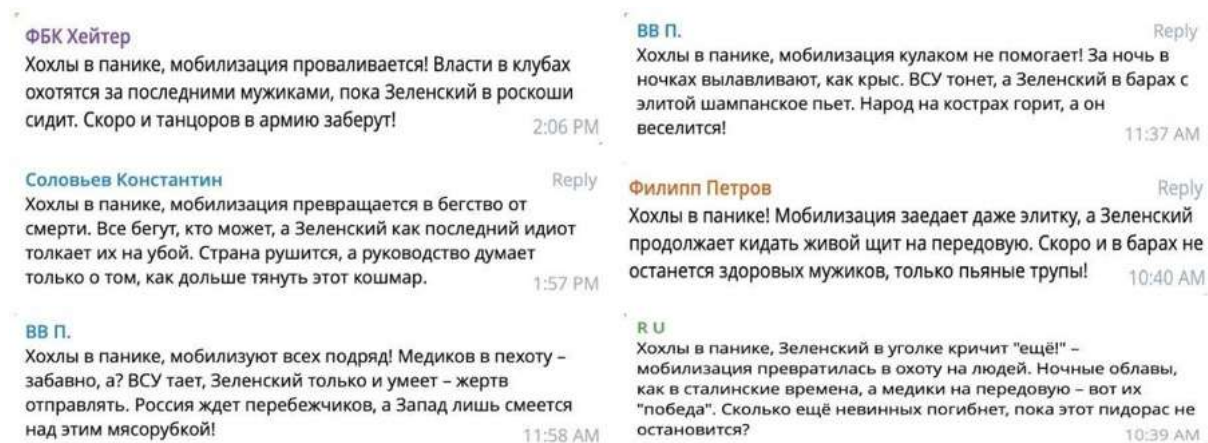 ФБК Хейтер
Хохлы в панике, мобилизация проваливается! Власти в клубах
охотятся за последними мужиками, пока Зеленский в роскоши
сидит. Скоро и танцоров в армию заберут!
2:06 PM
Соловьев Константин
Reply
Хохлы в панике, мобилизация превращается в бегство от
смерти. Все бегут, кто может, а Зеленский как последний идиот
толкает их на убой. Страна рушится, а руководство думает
только о том, как дольше тянуть этот кошмар.
1:57 PM
ВВ П.
Хохлы в панике, мобилизуют всех подряд! Медиков в пехоту –
забавно, а? ВСУ тает, Зеленский только и умеет – жертв
отправлять. Россия ждет перебежчиков, а Запад лишь смеется
над этим мясорубкой!
11:58 AM
ВВ П.
Reply
Хохлы в панике, мобилизация кулаком не помогает! За ночь в
ночках вылавливают, как крыс. ВСУ тонет, а Зеленский в барах с
элитой шампанское пьет. Народ на кострах горит, а он
веселится!
11:37 AM
Филипп Петров
Reply
Хохлы в панике! Мобилизация заедает даже элитку, а Зеленский
продолжает кидать живой щит на передовую. Скоро и в барах не
останется здоровых мужиков, только пьяные трупы!
10:40 AM
R U
Хохлы в панике, Зеленский в уголке кричит "ещё!" –
мобилизация превратилась в охоту на людей. Ночные облавы,
как в сталинские времена, а медики на передовую – вот их
"победа". Сколько ещё невинных погибнет, пока этот пидорас не
остановится?
10:39 AM